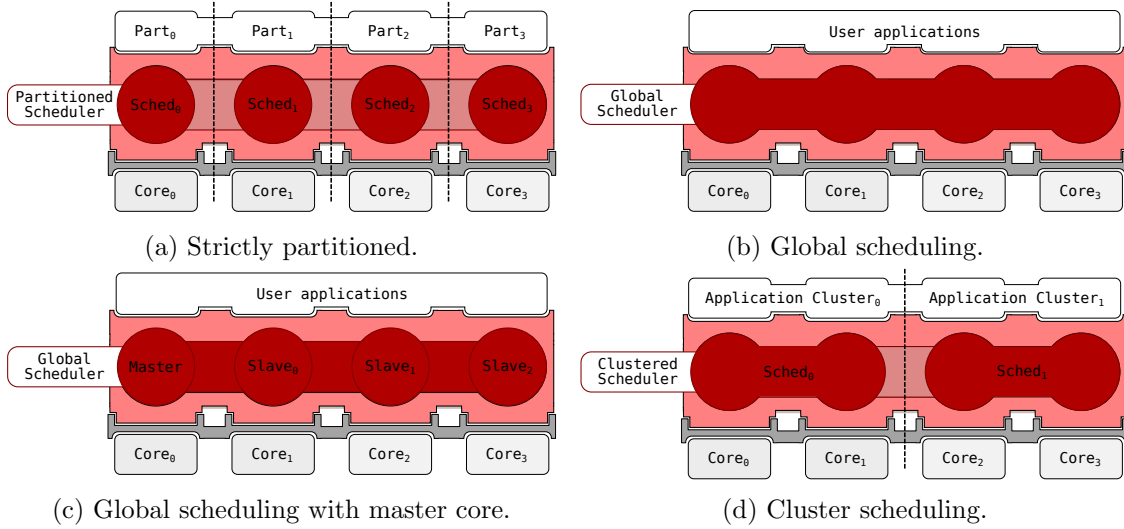 Part₀ Part₁ Part₂ Part₃
Partitioned
Scheduler
Sched₀ Sched₁ Sched₂ Sched₃
Core₀ Core₁ Core₂ Core₃
(a) Strictly partitioned.
User applications
Global
Scheduler
Core₀ Core₁ Core₂ Core₃
(b) Global scheduling.
User applications
Global
Scheduler
Master Slave₀ Slave₁ Slave₂
Core₀ Core₁ Core₂ Core₃
(c) Global scheduling with master core.
Application Cluster₀ Application Cluster₁
Clustered
Scheduler
Sched₀ Sched₁
Core₀ Core₁ Core₂ Core₃
(d) Cluster scheduling.